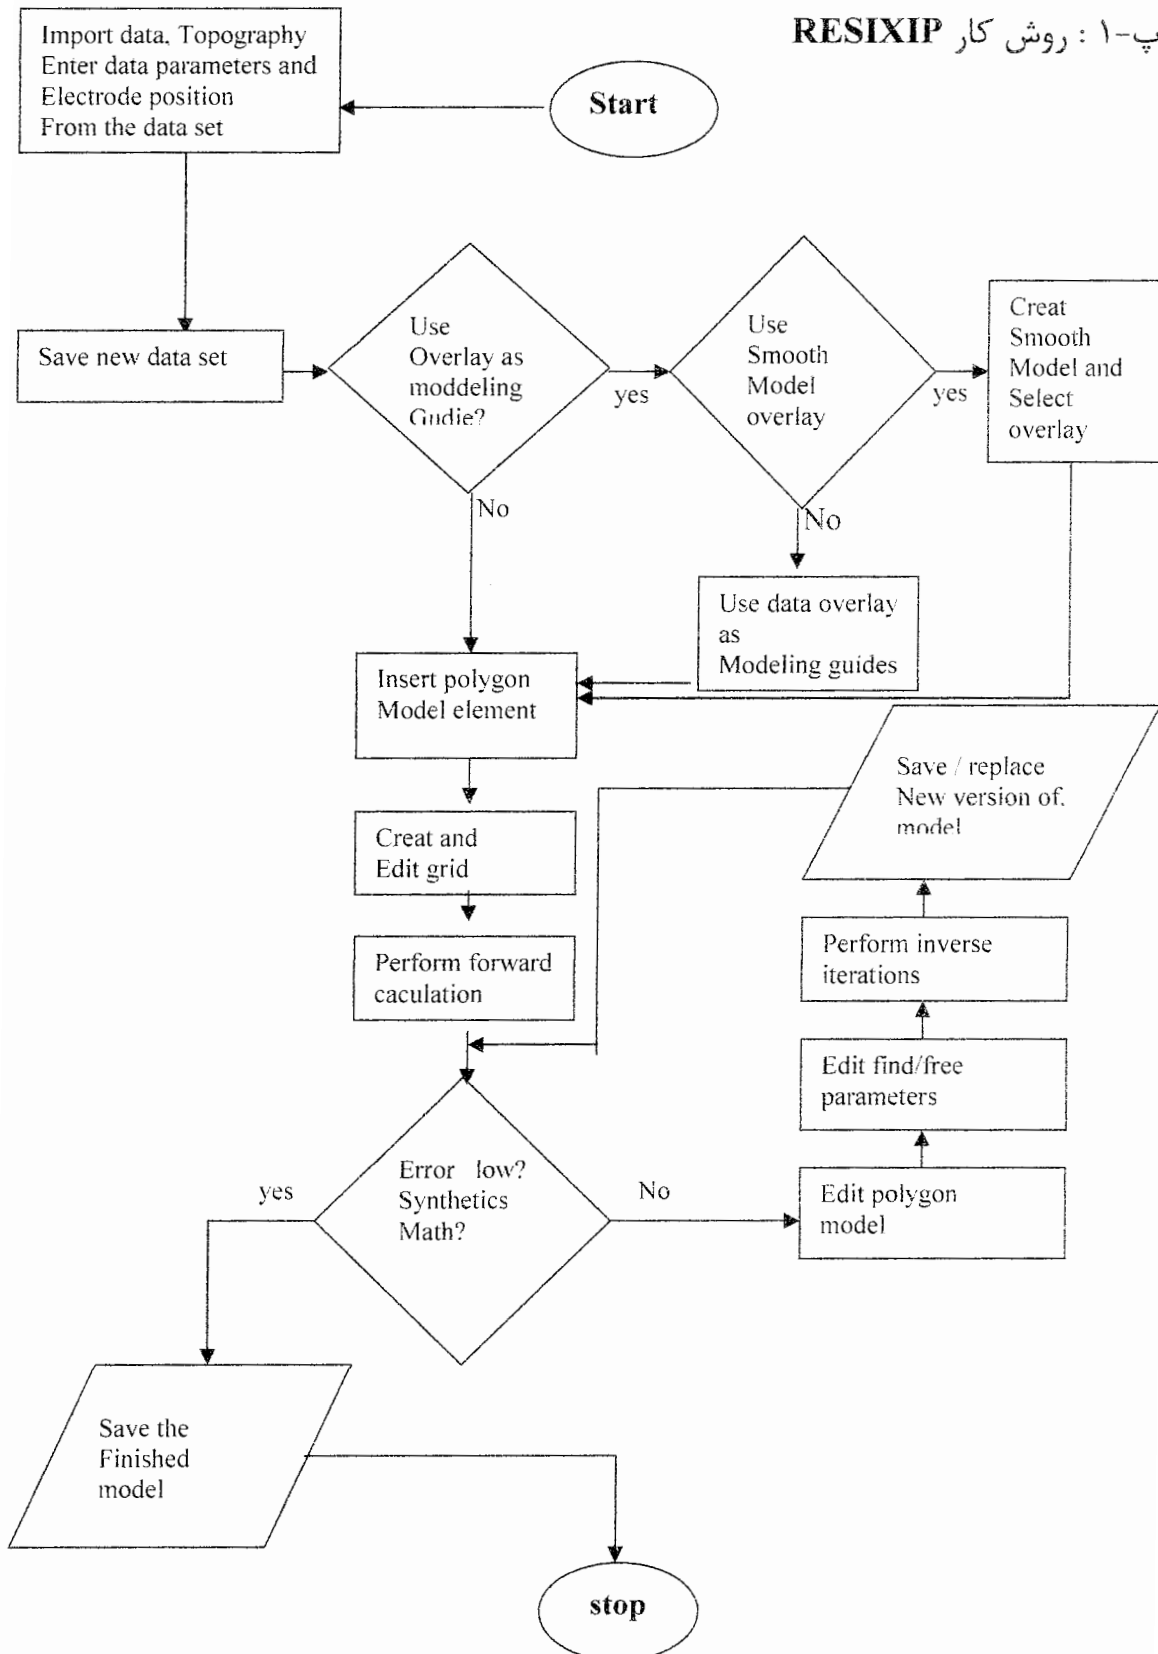 پ-۱ : روش کار RESIXIP
Start
Import data, Topography
Enter data parameters and
Electrode position
From the data set
Save new data set
Use
Overlay as
moddeling
Gudie?
yes
No
Use
Smooth
Model
overlay
yes
No
Creat
Smooth
Model and
Select
overlay
Use data overlay
as
Modeling guides
Insert polygon
Model element
Creat and
Edit grid
Perform forward
caculation
Save / replace
New version of.
model
Perform inverse
iterations
Edit find/free
parameters
Edit polygon
model
Error low?
Synthetics
Math?
yes
No
Save the
Finished
model
stop